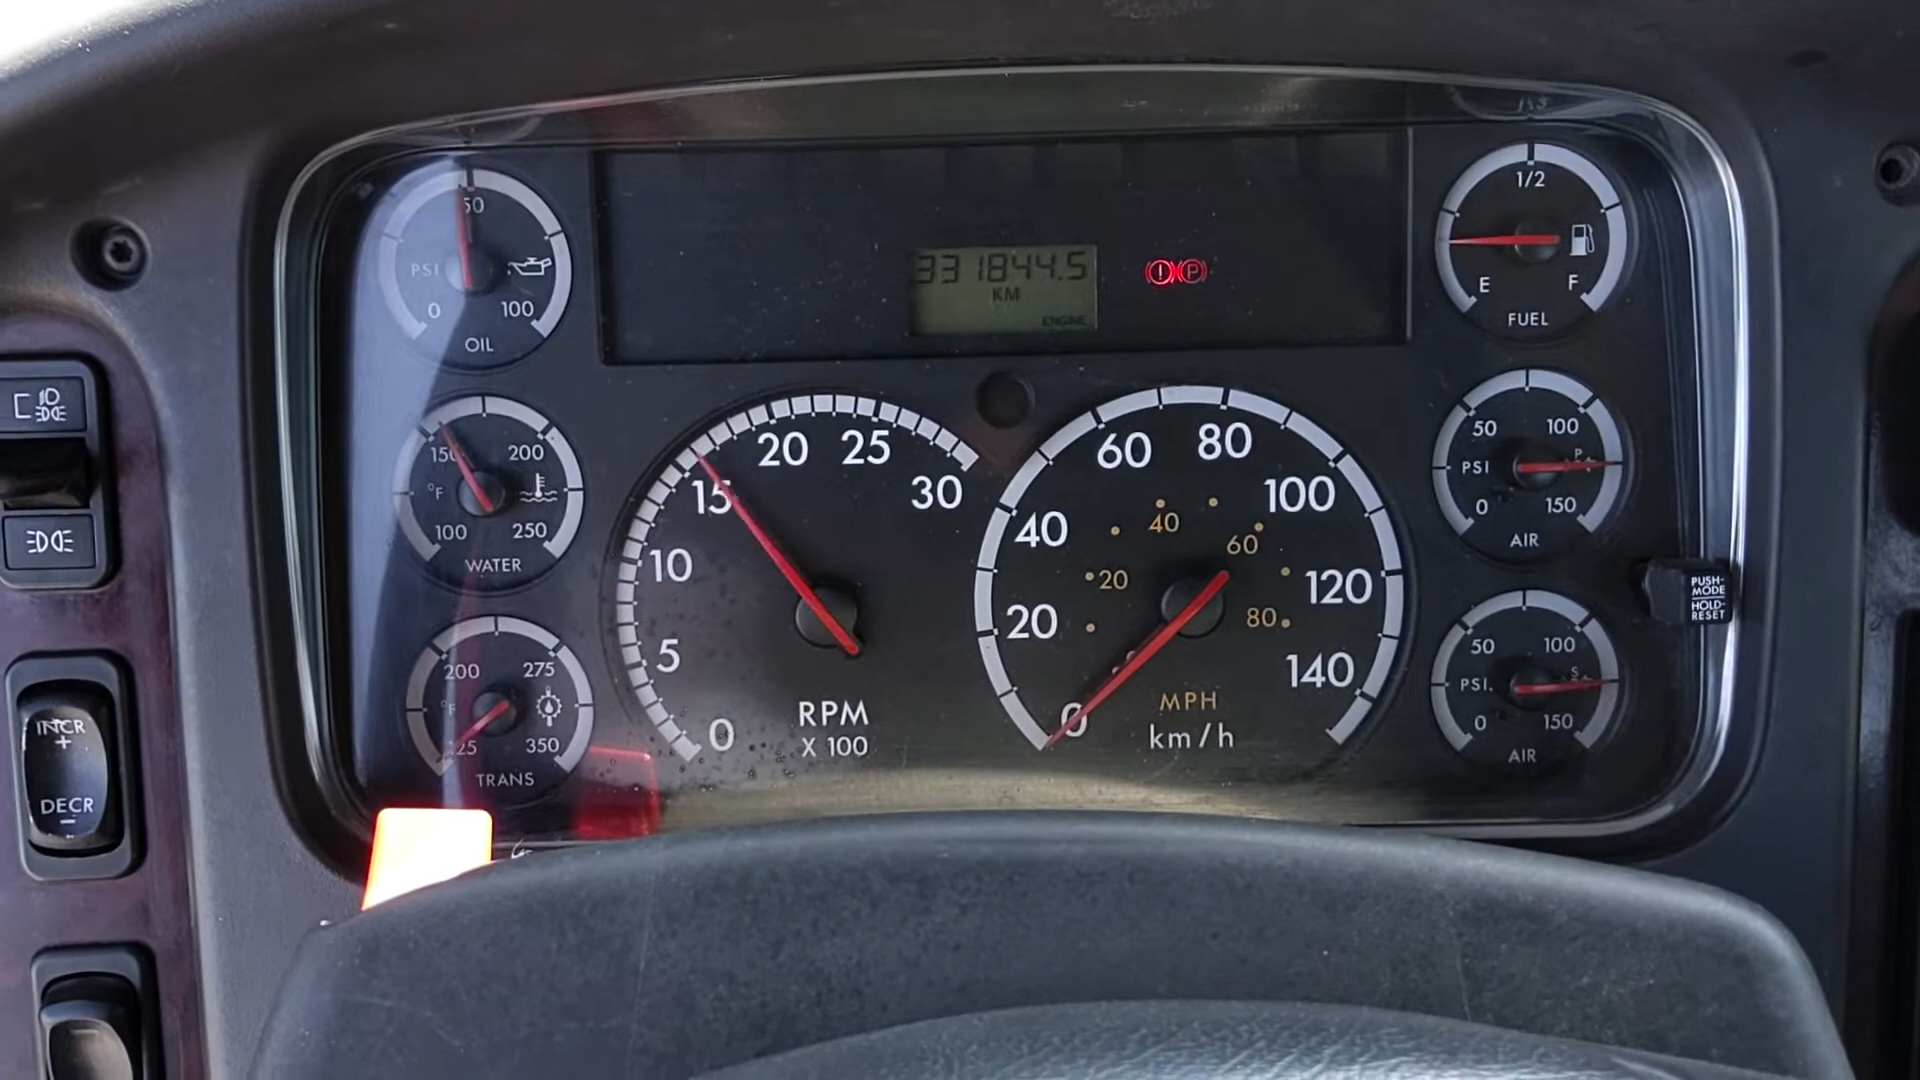 50
PSI
0
100
OIL
331844.5
KM
ENGINE
P
1/2
E
F
FUEL
150
200
°F
100
250
WATER
200
275
°F
350
TRANS
0
5
10
15
20
25
30
RPM
X 100
0
20
40
60
80
100
120
140
20
40
60
80
MPH
km/h
50
100
PSI
P
0
150
AIR
50
100
PSI
S
0
150
AIR
PUSH-
MODE
HOLD-
RESET
INCR
+
DECR
–